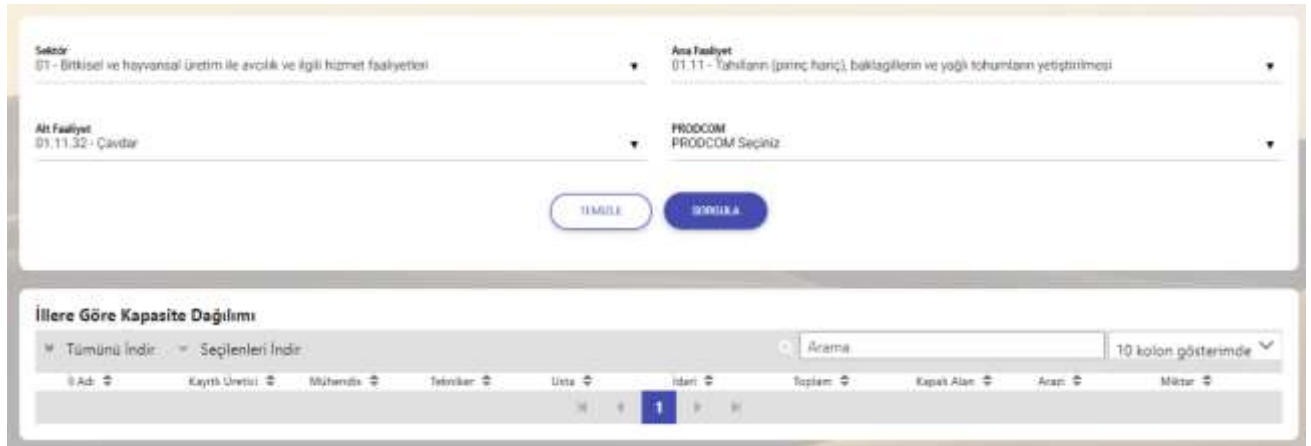 Sektör
01 - Bitkisel ve hayvansal üretim ile avcılık ve ilgili hizmet faaliyetleri
Ana Faaliyet
01.11 - Tahılların (pirinç hariç), baklagillerin ve yağlı tohumların yetiştirilmesi
Alt Faaliyet
01.11.32 - Çavdar
PRODCOM
PRODCOM Seçiniz
TEMİZLE SORGULA
İllere Göre Kapasite Dağılımı
Tümünü İndir Seçilenleri İndir Arama 10 kolon gösterimde
İl Adı Kayıtlı Üretici Mühendis Tekniker Usta İdari Toplam Kapalı Alan Arazi Miktar
1